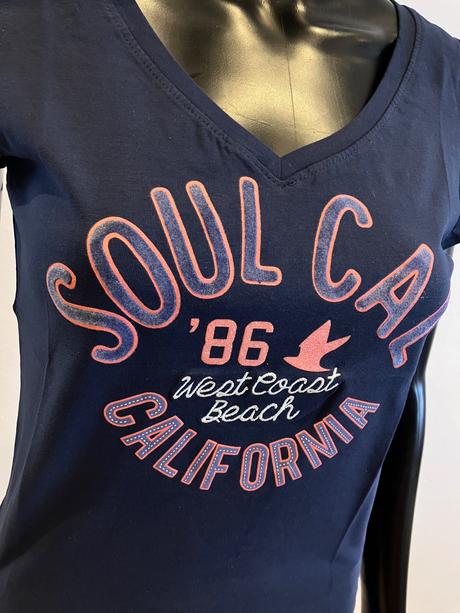 SOUL CAL
'86
West Coast
Beach
CALIFORNIA